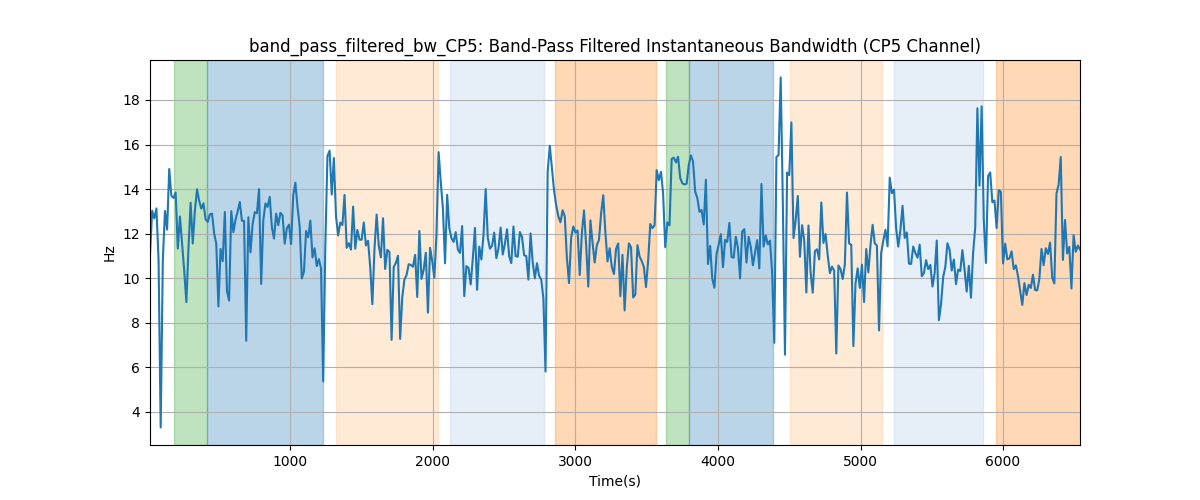 band_pass_filtered_bw_CP5: Band-Pass Filtered Instantaneous Bandwidth (CP5 Channel)
18
16
14
12
10
8
6
4
Hz
1000 2000 3000 4000 5000 6000
Time(s)